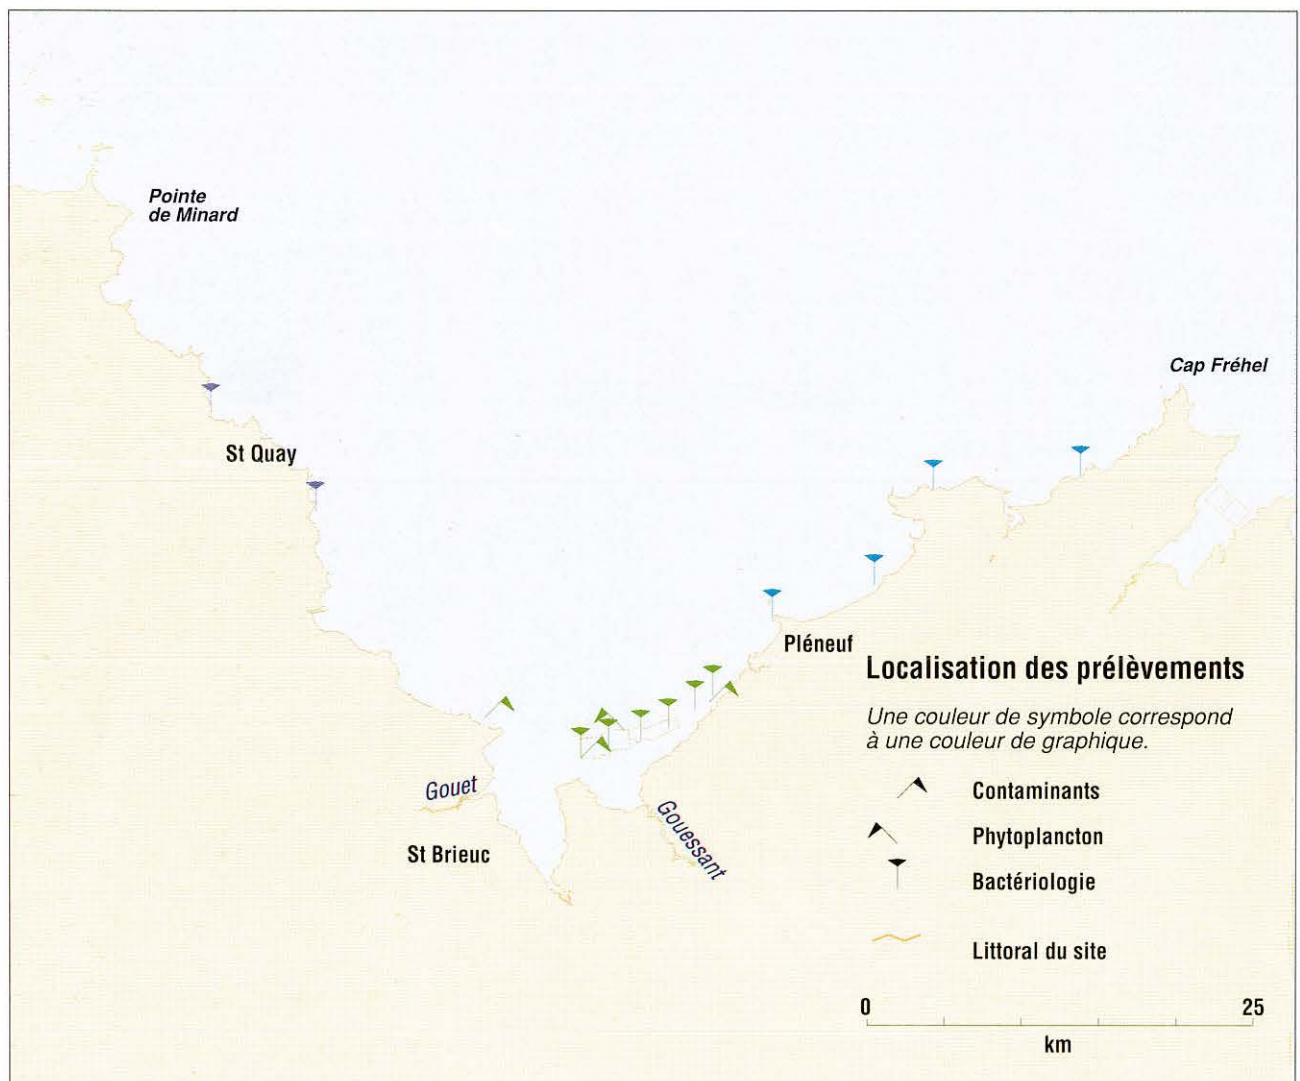 Pointe
de Minard
Cap Fréhel
St Quay
Pléneuf
Gouet
Gouessant
St Brieuc
Localisation des prélèvements
Une couleur de symbole correspond
à une couleur de graphique.
Contaminants
Phytoplancton
Bactériologie
Littoral du site
0 25
km